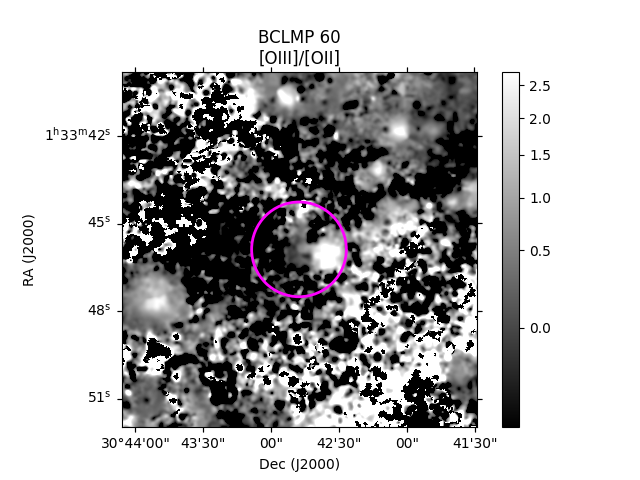 BCLMP 60
[OIII]/[OII]
2.5
2.0
1.5
1.0
0.5
0.0
1ʰ33ᵐ42ˢ
45ˢ
48ˢ
51ˢ
RA (J2000)
30°44'00" 43'30" 00" 42'30" 00" 41'30"
Dec (J2000)